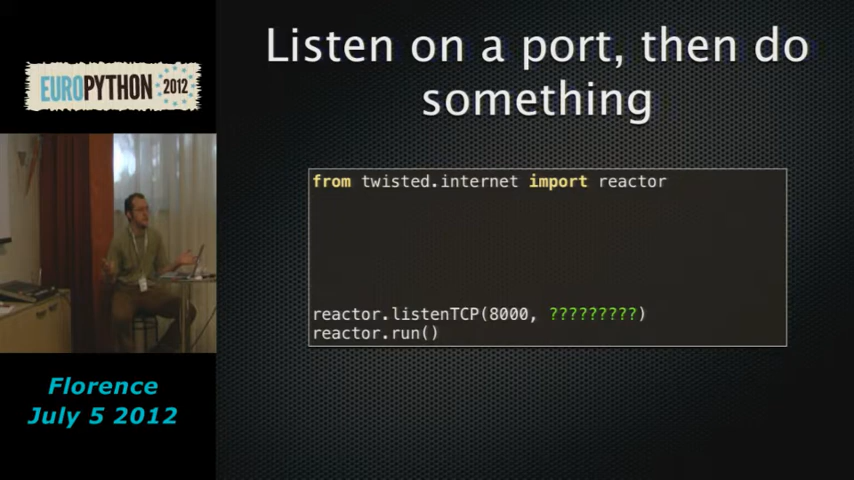 Listen on a port, then do
something
EUROPYTHON 2012
from twisted.internet import reactor
reactor.listenTCP(8000, ?????????)
reactor.run()
Florence
July 5 2012